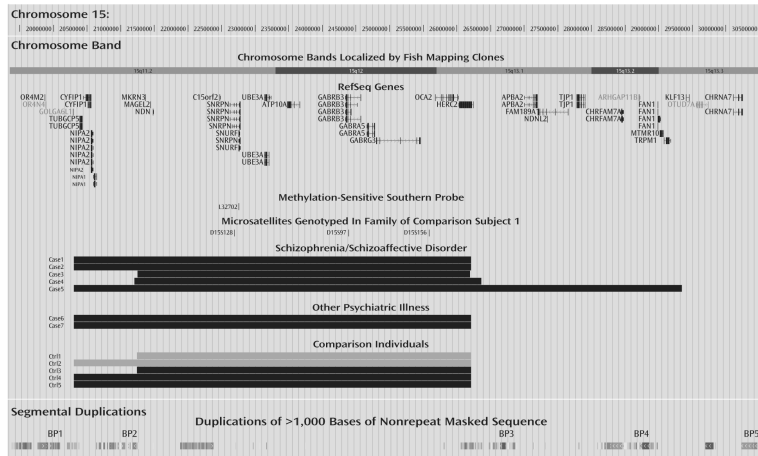 Chromosome 15:
20000000 20500000 21000000 21500000 22000000 22500000 23000000 23500000 24000000 24500000 25000000 25500000 26000000 26500000 27000000 27500000 28000000 28500000 29000000 29500000 30000000 30500000
Chromosome Band
Chromosome Bands Localized by Fish Mapping Clones
15q11.2 15q12 15q13.1 15q13.2 15q13.3
RefSeq Genes
OR4M2 CYFIP1 MKRN3 C15orf2 UBE3A GABRB3 OCA2 APBA2 TJP1 ARHGAP11B KLF13 CHRNA7
OR4N4 CYFIP1 MAGEL2 SNRPN ATP10A GABRB3 HERC2 APBA2 TJP1 FAN1 OTUD7A
GOLGA6L1 NDN SNRPN GABRB3 FAM189A CHRFAM7A FAN1 CHRNA7
TUBGCP5 SNRPN GABRB3 NDNL2 CHRFAM7A FAN1
TUBGCP5 SNURF GABRA5 FAN1
NIPA2 SNRPN GABRA5 MTMR10
NIPA2 SNRPN GABRG3 TRPM1
NIPA2 SNURF
NIPA2 UBE3A
NIPA2 UBE3A
NIPA2
NIPA1
NIPA1
Methylation-Sensitive Southern Probe
L32702
Microsatellites Genotyped In Family of Comparison Subject 1
D15S128 D15S97 D15S156
Schizophrenia/Schizoaffective Disorder
Case1
Case2
Case3
Case4
Case5
Other Psychiatric Illness
Case6
Case7
Comparison Individuals
Ctrl1
Ctrl2
Ctrl3
Ctrl4
Ctrl5
Segmental Duplications
Duplications of >1,000 Bases of Nonrepeat Masked Sequence
BP1 BP2 BP3 BP4 BP5